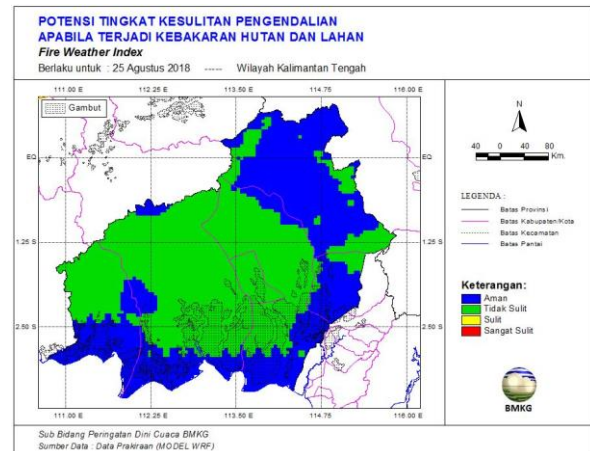 POTENSI TINGKAT KESULITAN PENGENDALIAN
APABILA TERJADI KEBAKARAN HUTAN DAN LAHAN
Fire Weather Index
Berlaku untuk : 25 Agustus 2018 ----- Wilayah Kalimantan Tengah
111.00 E 112.25 E 113.50 E 114.75 E 116.00 E
Gambut
EQ EQ
1.25 S 1.25 S
2.50 S 2.50 S
111.00 E 112.25 E 113.50 E 114.75 E 116.00 E
N
40 0 40 80
Km.
LEGENDA :
Batas Provinsi
Batas Kabupaten/Kota
Batas Kecamatan
Batas Pantai
Keterangan:
Aman
Tidak Sulit
Sulit
Sangat Sulit
BMKG
Sub Bidang Peringatan Dini Cuaca BMKG
Sumber Data : Data Prakiraan (MODEL WRF)